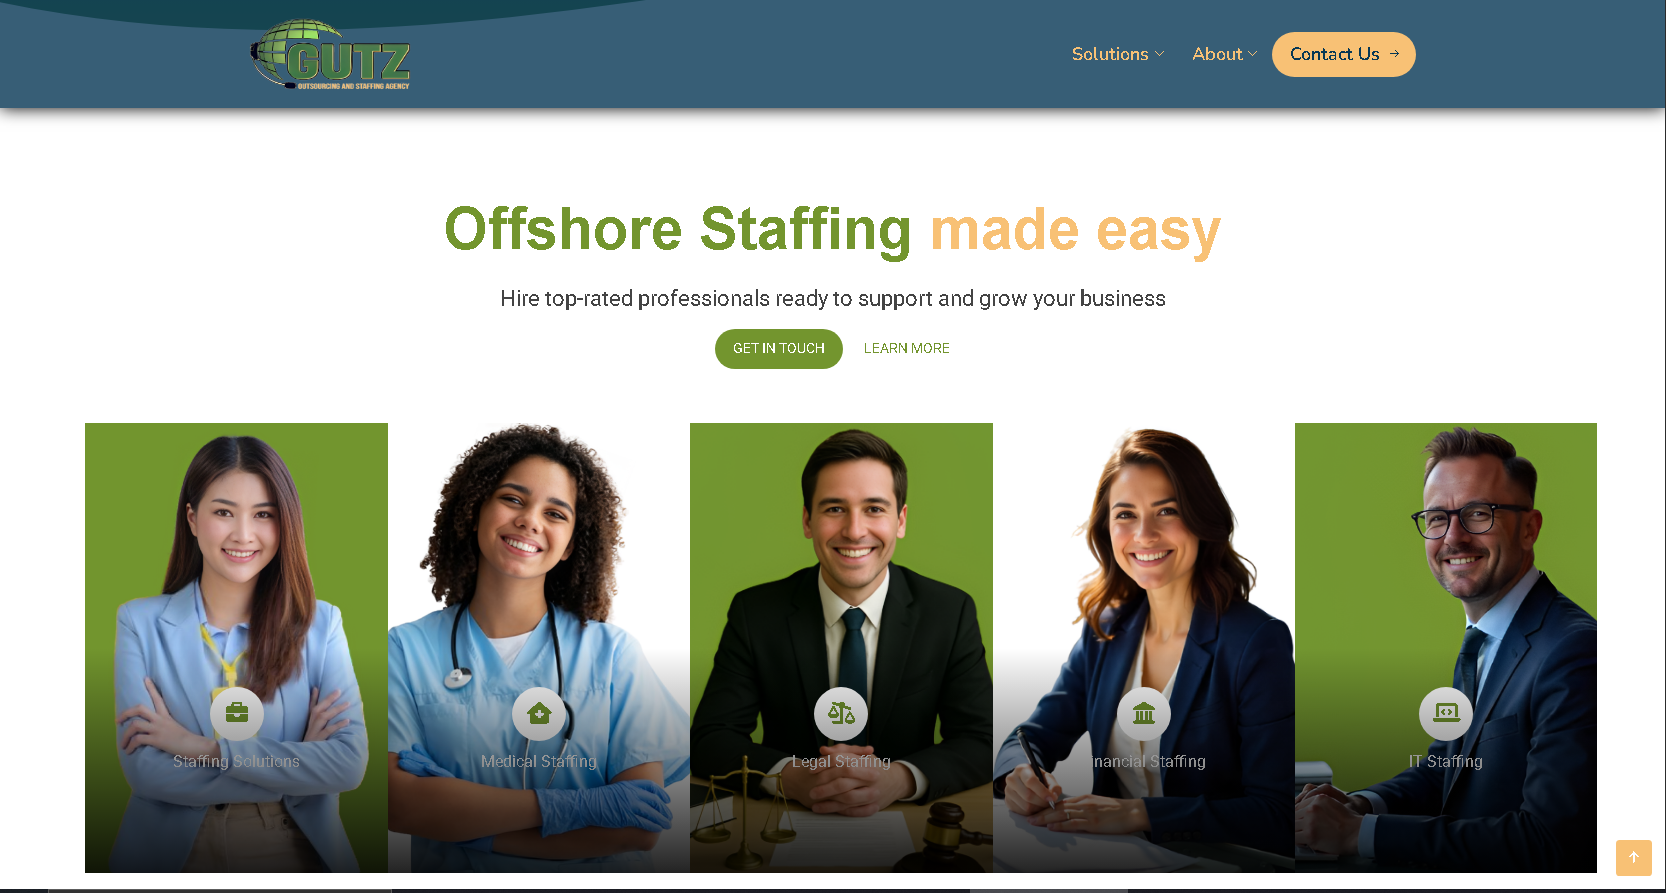 GUTZ
OUTSOURCING AND STAFFING AGENCY
Solutions
About
Contact Us
Offshore Staffing made easy
Hire top-rated professionals ready to support and grow your business
GET IN TOUCH
LEARN MORE
Staffing Solutions
Medical Staffing
Legal Staffing
Financial Staffing
IT Staffing